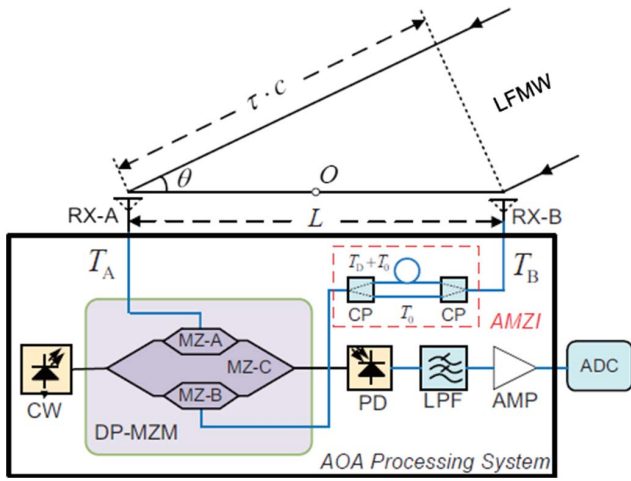 τ · c
LFMW
θ
O
RX-A
L
RX-B
T_A
T_B
T_D + T_0
CP
T_0
CP
AMZI
MZ-A
MZ-C
MZ-B
CW
DP-MZM
PD
LPF
AMP
ADC
AOA Processing System